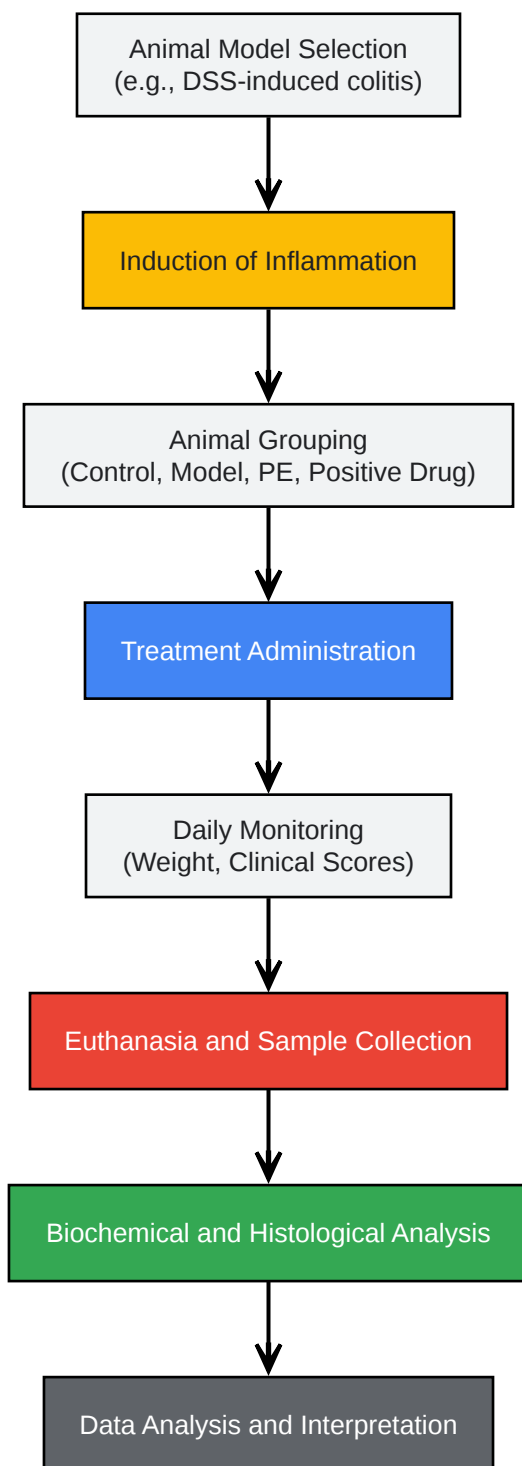 Animal Model Selection
(e.g., DSS-induced colitis)
Induction of Inflammation
Animal Grouping
(Control, Model, PE, Positive Drug)
Treatment Administration
Daily Monitoring
(Weight, Clinical Scores)
Euthanasia and Sample Collection
Biochemical and Histological Analysis
Data Analysis and Interpretation